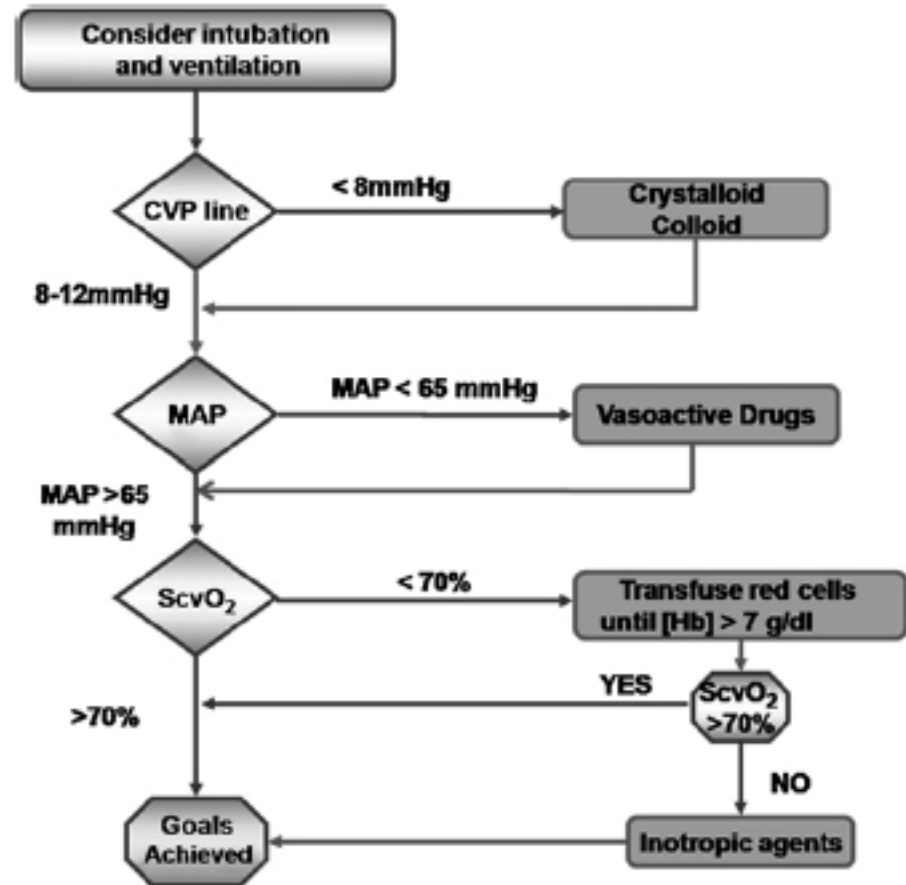 Consider intubation
and ventilation
CVP line
< 8mmHg
Crystalloid
Colloid
8-12mmHg
MAP
MAP < 65 mmHg
Vasoactive Drugs
MAP >65
mmHg
ScvO₂
< 70%
Transfuse red cells
until [Hb] > 7 g/dl
YES
ScvO₂
>70%
>70%
NO
Goals
Achieved
Inotropic agents